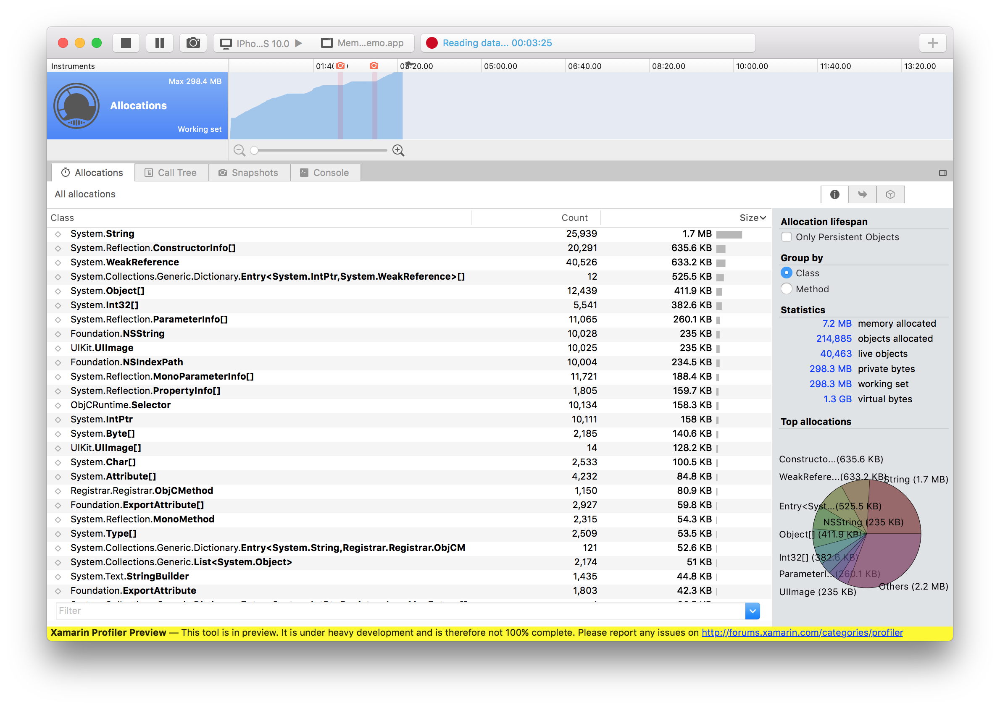 IPho...S 10.0
Mem...emo.app
Reading data... 00:03:25
Instruments
03:20.00
05:00.00
06:40.00
08:20.00
10:00.00
11:40.00
13:20.00
Max 298.4 MB
Allocations
Working set
Allocations
Call Tree
Snapshots
Console
All allocations
Class Count Size
System.String 25,939 1.7 MB
System.Reflection.ConstructorInfo[] 20,291 635.6 KB
System.WeakReference 40,526 633.2 KB
System.Collections.Generic.Dictionary.Entry<System.IntPtr,System.WeakReference>[] 12 525.5 KB
System.Object[] 12,439 411.9 KB
System.Int32[] 5,541 382.6 KB
System.Reflection.ParameterInfo[] 11,065 260.1 KB
Foundation.NSString 10,028 235 KB
UIKit.UIImage 10,025 235 KB
Foundation.NSIndexPath 10,004 234.5 KB
System.Reflection.MonoParameterInfo[] 11,721 188.4 KB
System.Reflection.PropertyInfo[] 1,805 159.7 KB
ObjCRuntime.Selector 10,134 158.3 KB
System.IntPtr 10,111 158 KB
System.Byte[] 2,185 140.6 KB
UIKit.UIImage[] 14 128.2 KB
System.Char[] 2,533 100.5 KB
System.Attribute[] 4,232 84.8 KB
Registrar.Registrar.ObjCMethod 1,150 80.9 KB
Foundation.ExportAttribute[] 2,927 59.8 KB
System.Reflection.MonoMethod 2,315 54.3 KB
System.Type[] 2,509 53.5 KB
System.Collections.Generic.Dictionary.Entry<System.String,Registrar.Registrar.ObjCM 121 52.6 KB
System.Collections.Generic.List<System.Object> 2,174 51 KB
System.Text.StringBuilder 1,435 44.8 KB
Foundation.ExportAttribute 1,803 42.3 KB
Filter
Allocation lifespan
Only Persistent Objects
Group by
Class
Method
Statistics
7.2 MB memory allocated
214,885 objects allocated
40,463 live objects
298.3 MB private bytes
298.3 MB working set
1.3 GB virtual bytes
Top allocations
Constructo...(635.6 KB)
WeakRefere...(633.2 KB)
String (1.7 MB)
Entry<Syst...(525.5 KB)
NSString (235 KB)
Object[] (411.9 KB)
Int32[] (382.6 KB)
ParameterI...(260.1 KB)
Others (2.2 MB)
UIImage (235 KB)
Xamarin Profiler Preview — This tool is in preview. It is under heavy development and is therefore not 100% complete. Please report any issues on http://forums.xamarin.com/categories/profiler